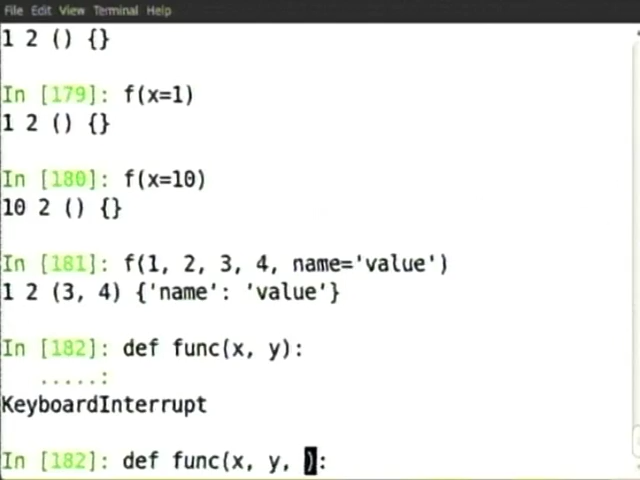 File Edit View Terminal Help
1 2 () {}
In [179]: f(x=1)
1 2 () {}
In [180]: f(x=10)
10 2 () {}
In [181]: f(1, 2, 3, 4, name='value')
1 2 (3, 4) {'name': 'value'}
In [182]: def func(x, y):
.....:
KeyboardInterrupt
In [182]: def func(x, y, ):